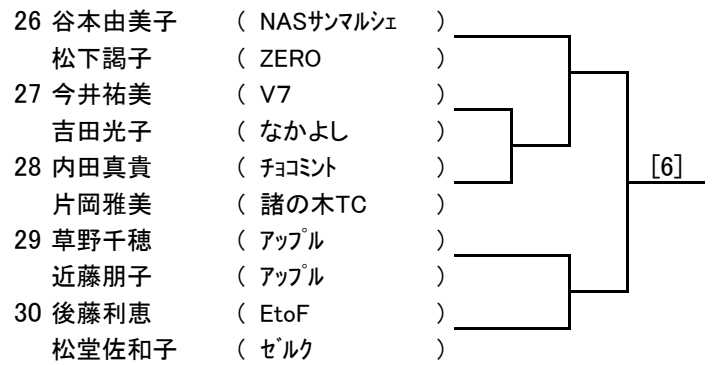 26 谷本由美子 ( NASサンマルシェ )
松下謁子 ( ZERO )
27 今井祐美 ( V7 )
吉田光子 ( なかよし )
28 内田真貴 ( チョコミント ) [6]
片岡雅美 ( 諸の木TC )
29 草野千穂 ( アップル )
近藤朋子 ( アップル )
30 後藤利恵 ( EtoF )
松堂佐和子 ( ゼルク )